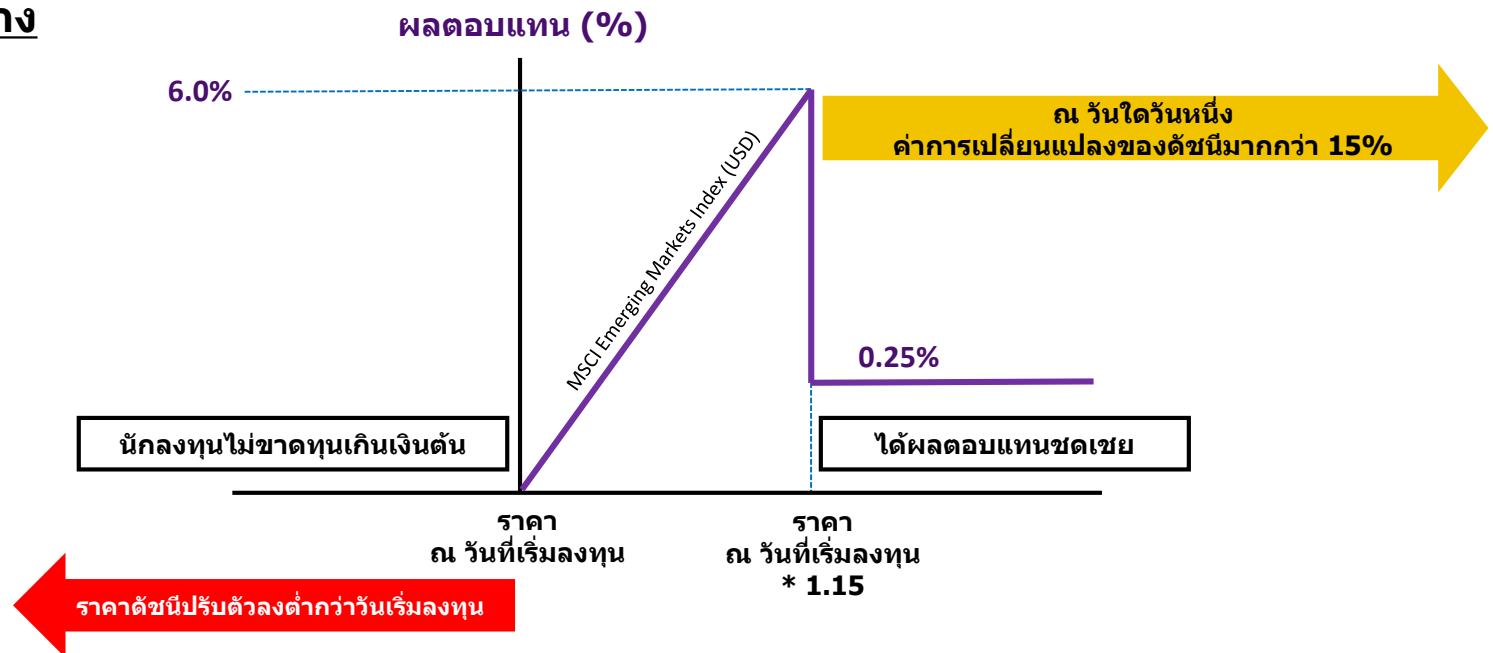 ผลตอบแทน (%)
6.0%
ณ วันใดวันหนึ่ง
ค่าการเปลี่ยนแปลงของดัชนีมากกว่า 15%
MSCI Emerging Markets Index (USD)
0.25%
นักลงทุนไม่ขาดทุนเกินเงินต้น
ได้ผลตอบแทนชดเชย
ราคา
ณ วันที่เริ่มลงทุน
ราคา
ณ วันที่เริ่มลงทุน
* 1.15
ราคาดัชนีปรับตัวลงต่ำกว่าวันเริ่มลงทุน